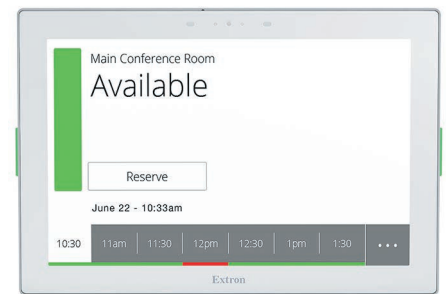 Main Conference Room
Available
Reserve
June 22 - 10:33am
10:30 11am 11:30 12pm 12:30 1pm 1:30 ...
Extron